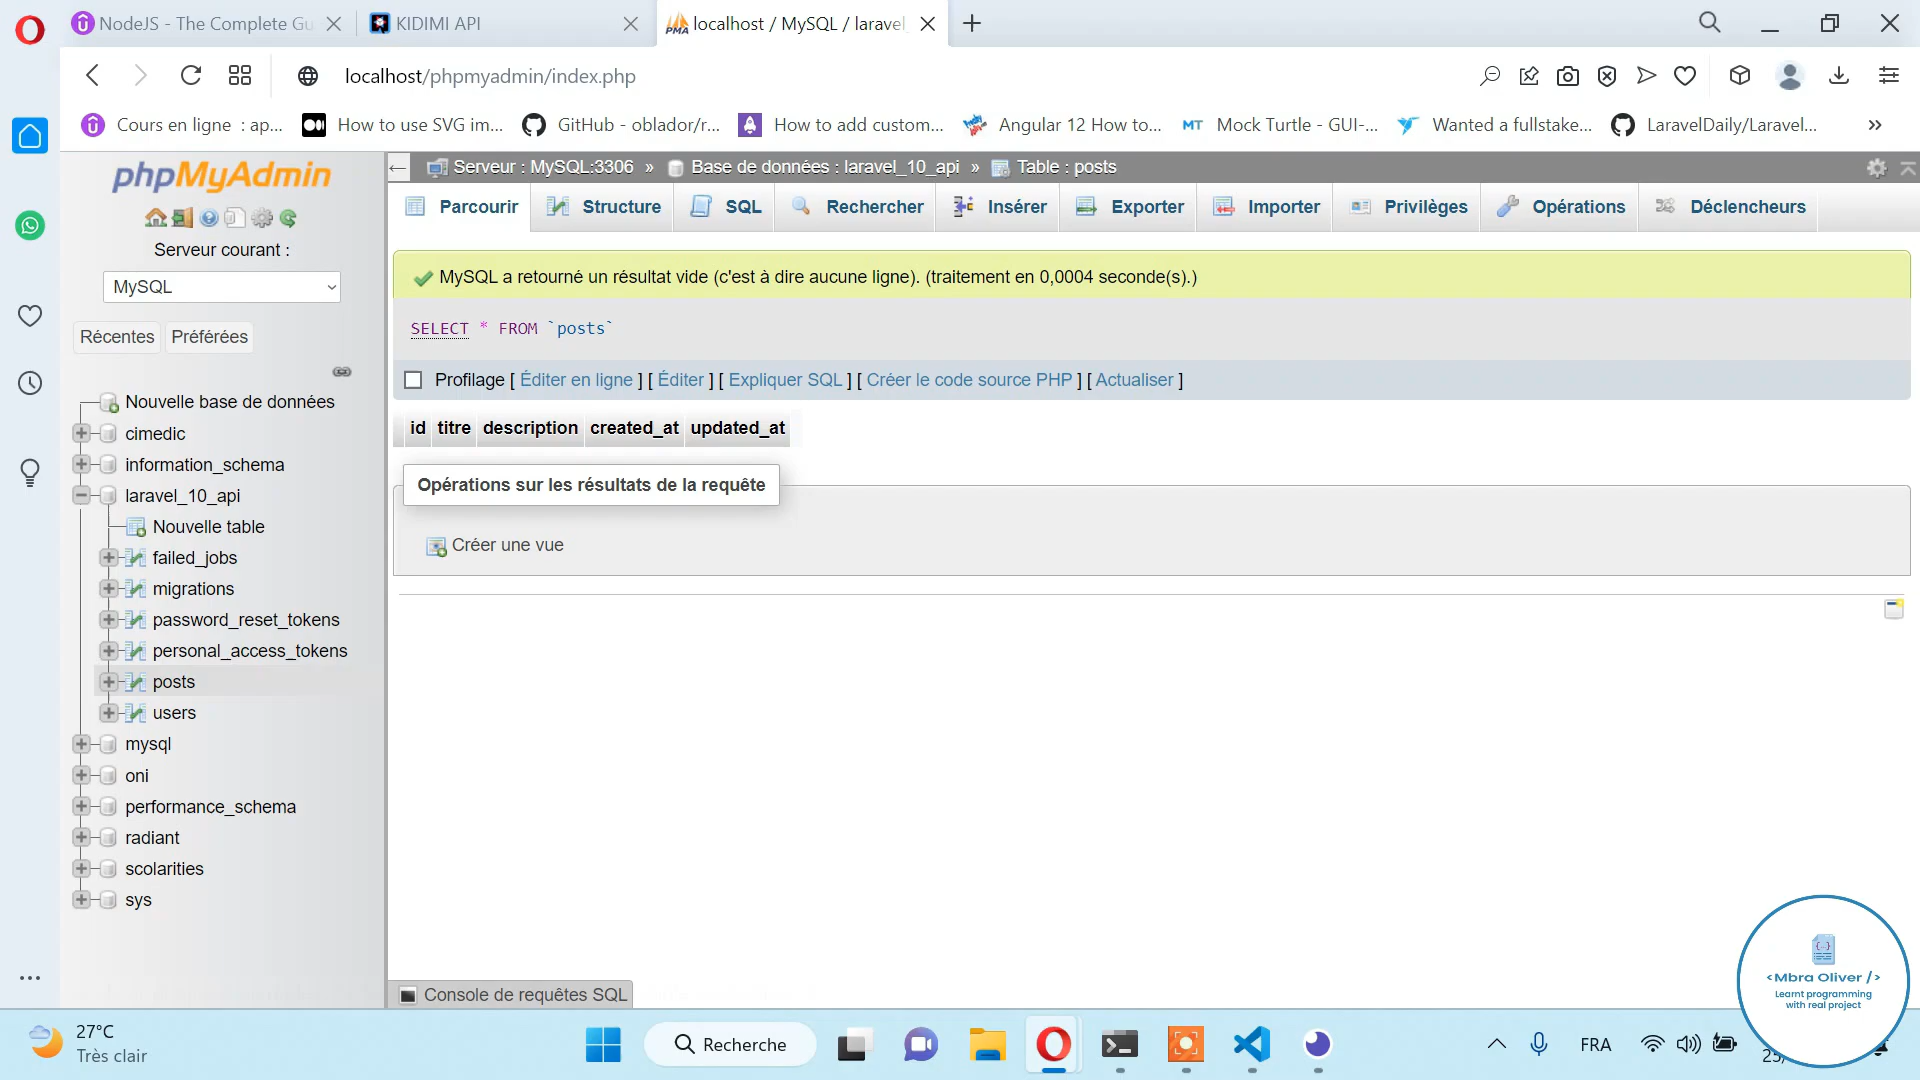 NodeJS - The Complete Gu
KIDIMI API
localhost / MySQL / laravel
localhost/phpmyadmin/index.php
Cours en ligne : ap...
How to use SVG im...
GitHub - oblador/r...
How to add custom...
Angular 12 How to...
MT
Mock Turtle - GUI-...
Wanted a fullstake...
LaravelDaily/Laravel...
phpMyAdmin
Serveur courant :
MySQL
Récentes
Préférées
Nouvelle base de données
cimedic
information_schema
laravel_10_api
Nouvelle table
failed_jobs
migrations
password_reset_tokens
personal_access_tokens
posts
users
mysql
oni
performance_schema
radiant
scolarities
sys
Serveur : MySQL:3306 » Base de données : laravel_10_api » Table : posts
Parcourir
Structure
SQL
Rechercher
Insérer
Exporter
Importer
Privilèges
Opérations
Déclencheurs
MySQL a retourné un résultat vide (c'est à dire aucune ligne). (traitement en 0,0004 seconde(s).)
SELECT * FROM `posts`
Profilage [ Éditer en ligne ] [ Éditer ] [ Expliquer SQL ] [ Créer le code source PHP ] [ Actualiser ]
id titre description created_at updated_at
Opérations sur les résultats de la requête
Créer une vue
Console de requêtes SQL
<Mbra Oliver />
Learnt programming
with real project
27°C
Très clair
Recherche
FRA